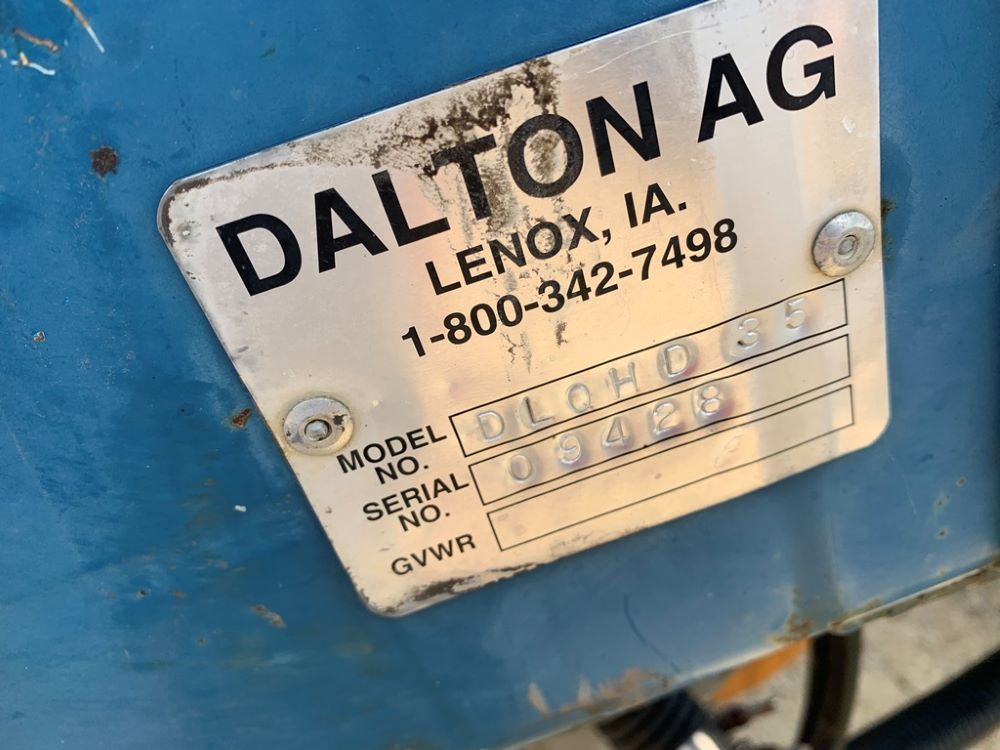 DALTON AG
LENOX, IA.
1-800-342-7498
MODEL NO. DLQHD 35
SERIAL NO. 09428
GVWR